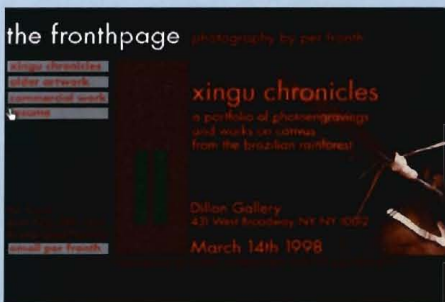 the fronthpage photography by per fronth
xingu chronicles
older artwork
commercial work
resume
xingu chronicles
a portfolio of photoengravings
and works on canvas
from the brazilian rainforest
Dillon Gallery
431 West Broadway NY NY 10012
March 14th 1998
email per fronth